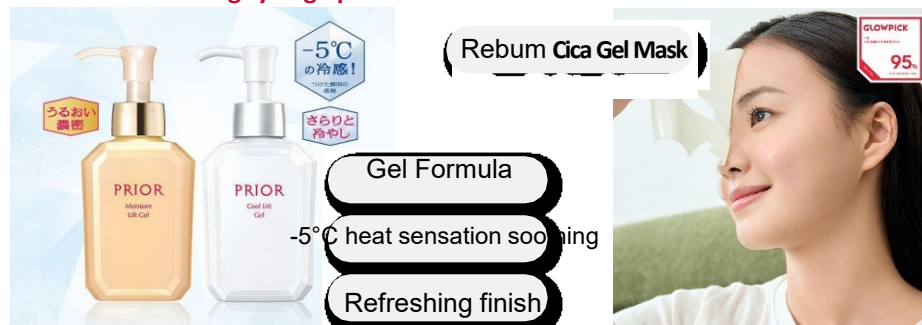 -5℃
の冷感!
うるおい
濃密
さらりと
冷やし
PRIOR
Moisture
Lift Gel
PRIOR
Cool Lift
Gel
Rebum Cica Gel Mask
Gel Formula
-5°C heat sensation soothing
Refreshing finish
GLOWPICK
95%